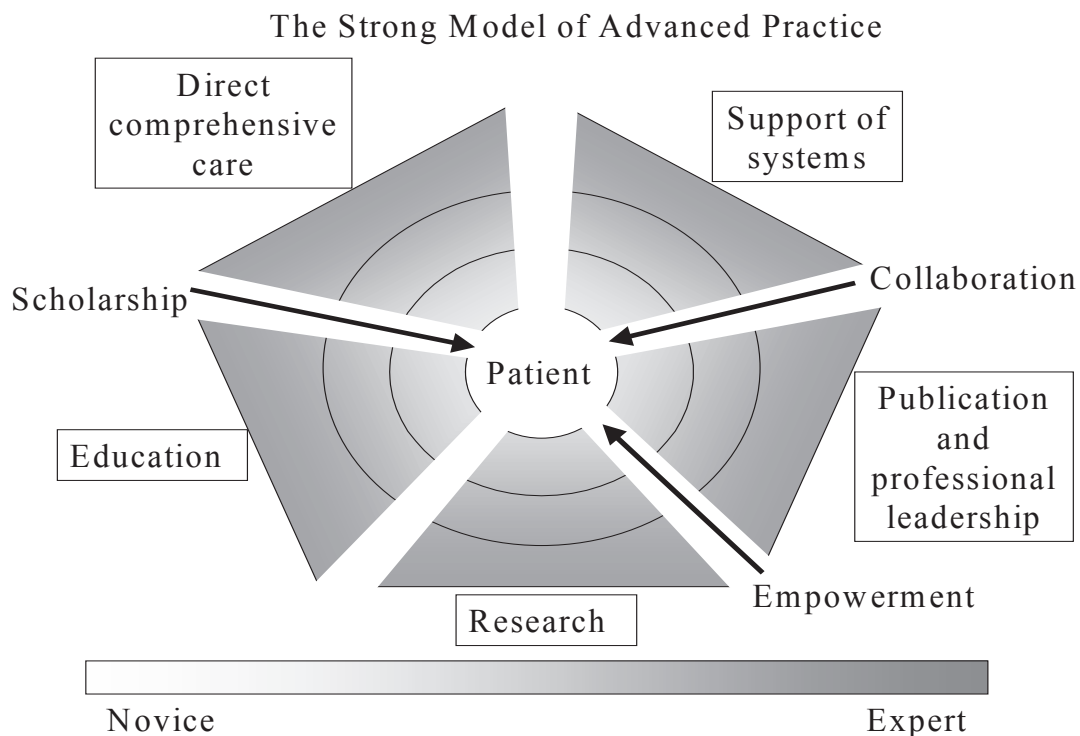 The Strong Model of Advanced Practice
Direct
comprehensive
care
Support of
systems
Scholarship
Collaboration
Patient
Education
Publication
and
professional
leadership
Research
Empowerment
Novice
Expert